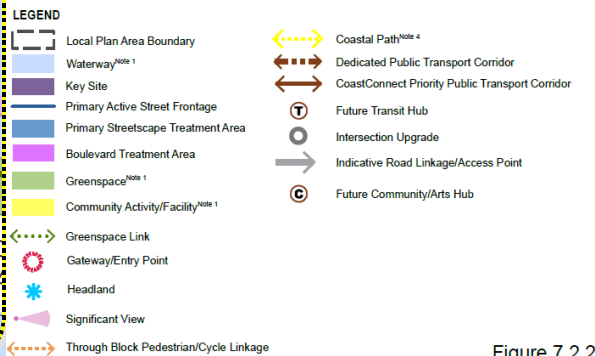 LEGEND
Local Plan Area Boundary
Waterway Note 1
Key Site
Primary Active Street Frontage
Primary Streetscape Treatment Area
Boulevard Treatment Area
Greenspace Note 1
Community Activity/Facility Note 1
Greenspace Link
Gateway/Entry Point
Headland
Significant View
Through Block Pedestrian/Cycle Linkage
Coastal Path Note 4
Dedicated Public Transport Corridor
CoastConnect Priority Public Transport Corridor
T Future Transit Hub
Intersection Upgrade
Indicative Road Linkage/Access Point
C Future Community/Arts Hub
Figure 7.2.2